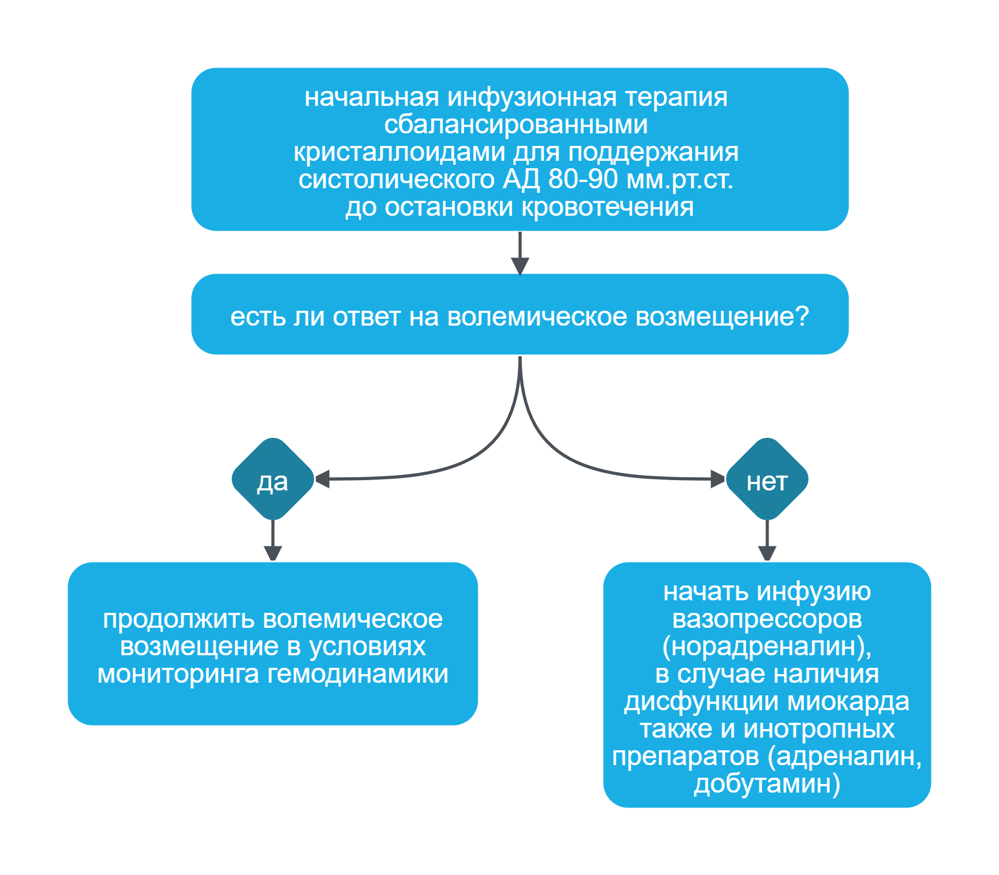 начальная инфузионная терапия
сбалансированными
кристаллоидами для поддержания
систолического АД 80-90 мм.рт.ст.
до остановки кровотечения
есть ли ответ на волемическое возмещение?
да
нет
продолжить волемическое
возмещение в условиях
мониторинга гемодинамики
начать инфузию
вазопрессоров
(норадреналин),
в случае наличия
дисфункции миокарда
также и инотропных
препаратов (адреналин,
добутамин)